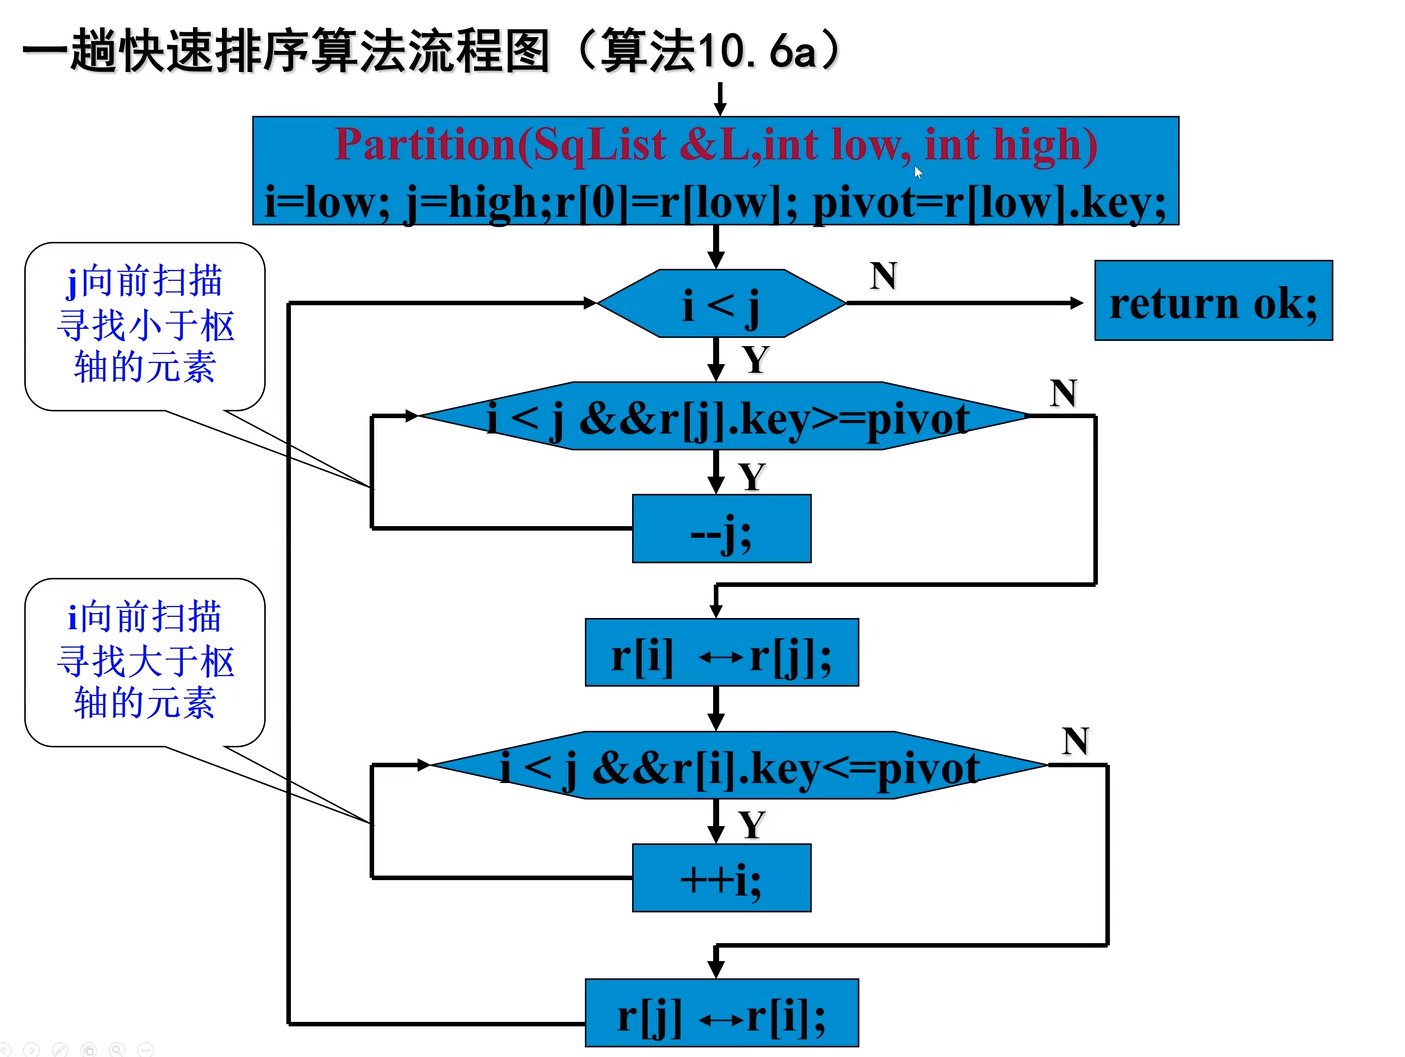 一趟快速排序算法流程图（算法10.6a）
Partition(SqList &L,int low, int high)
i=low; j=high;r[0]=r[low]; pivot=r[low].key;
j向前扫描
寻找小于枢
轴的元素
i < j
N
return ok;
Y
i < j &&r[j].key>=pivot
N
Y
--j;
i向前扫描
寻找大于枢
轴的元素
r[i] ↔r[j];
i < j &&r[i].key<=pivot
N
Y
++i;
r[j] ↔r[i];